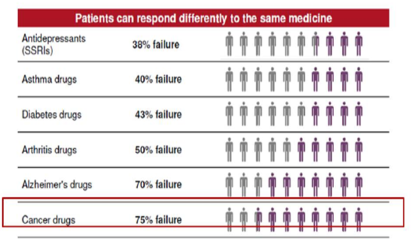 Patients can respond differently to the same medicine
Antidepressants
(SSRIs)
38% failure
Asthma drugs
40% failure
Diabetes drugs
43% failure
Arthritis drugs
50% failure
Alzheimer's drugs
70% failure
Cancer drugs
75% failure